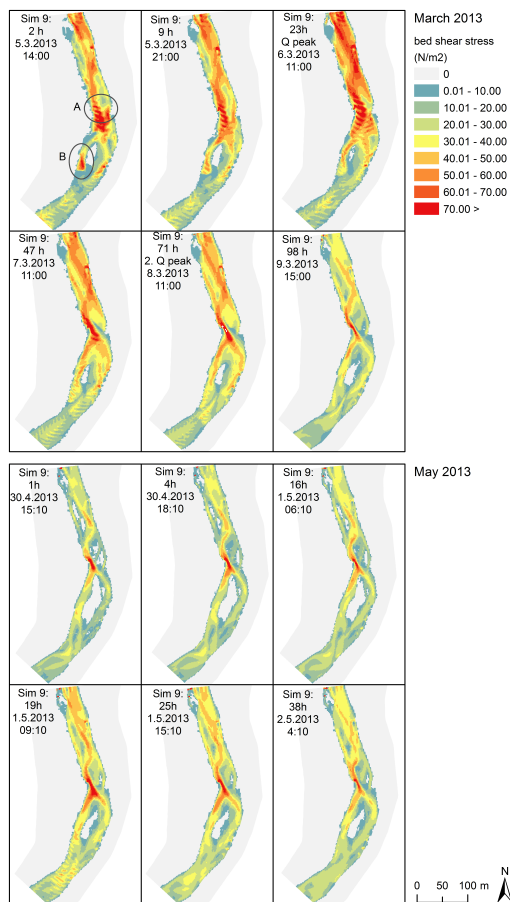 Sim 9:
2 h
5.3.2013
14:00
A
B
Sim 9:
9 h
5.3.2013
21:00
Sim 9:
23h
Q peak
6.3.2013
11:00
March 2013
bed shear stress
(N/m2)
0
0.01 - 10.00
10.01 - 20.00
20.01 - 30.00
30.01 - 40.00
40.01 - 50.00
50.01 - 60.00
60.01 - 70.00
70.00 >
Sim 9:
47 h
7.3.2013
11:00
Sim 9:
71 h
2. Q peak
8.3.2013
11:00
Sim 9:
98 h
9.3.2013
15:00
May 2013
Sim 9:
1h
30.4.2013
15:10
Sim 9:
4h
30.4.2013
18:10
Sim 9:
16h
1.5.2013
06:10
Sim 9:
19h
1.5.2013
09:10
Sim 9:
25h
1.5.2013
15:10
Sim 9:
38h
2.5.2013
4:10
N
0 50 100 m